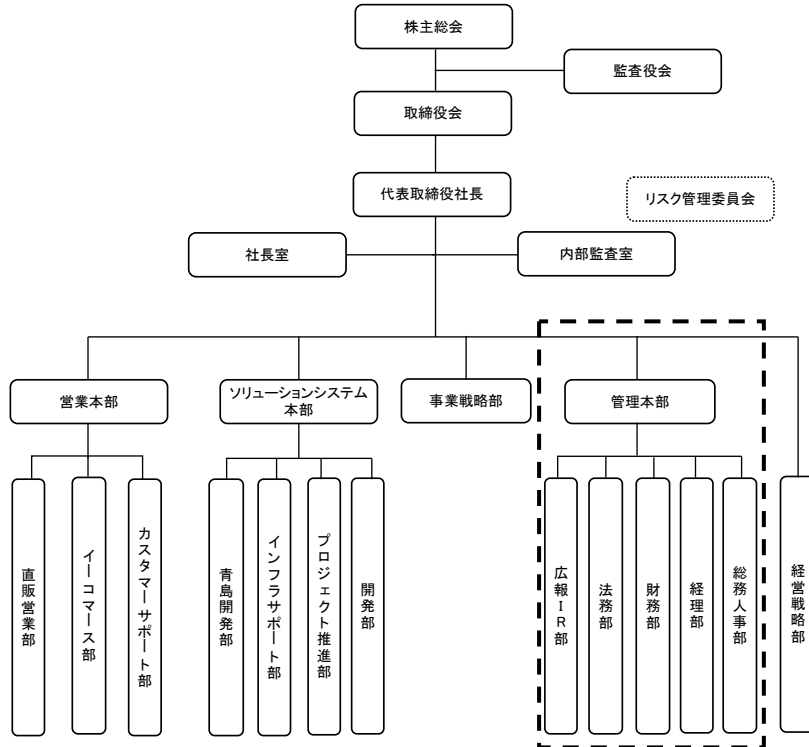 株主総会
監査役会
取締役会
代表取締役社長
リスク管理委員会
社長室
内部監査室
営業本部
ソリューションシステム
本部
事業戦略部
管理本部
直販営業部
イーコマース部
カスタマーサポート部
青島開発部
インフラサポート部
プロジェクト推進部
開発部
広報IR部
法務部
財務部
経理部
総務人事部
経営戦略部